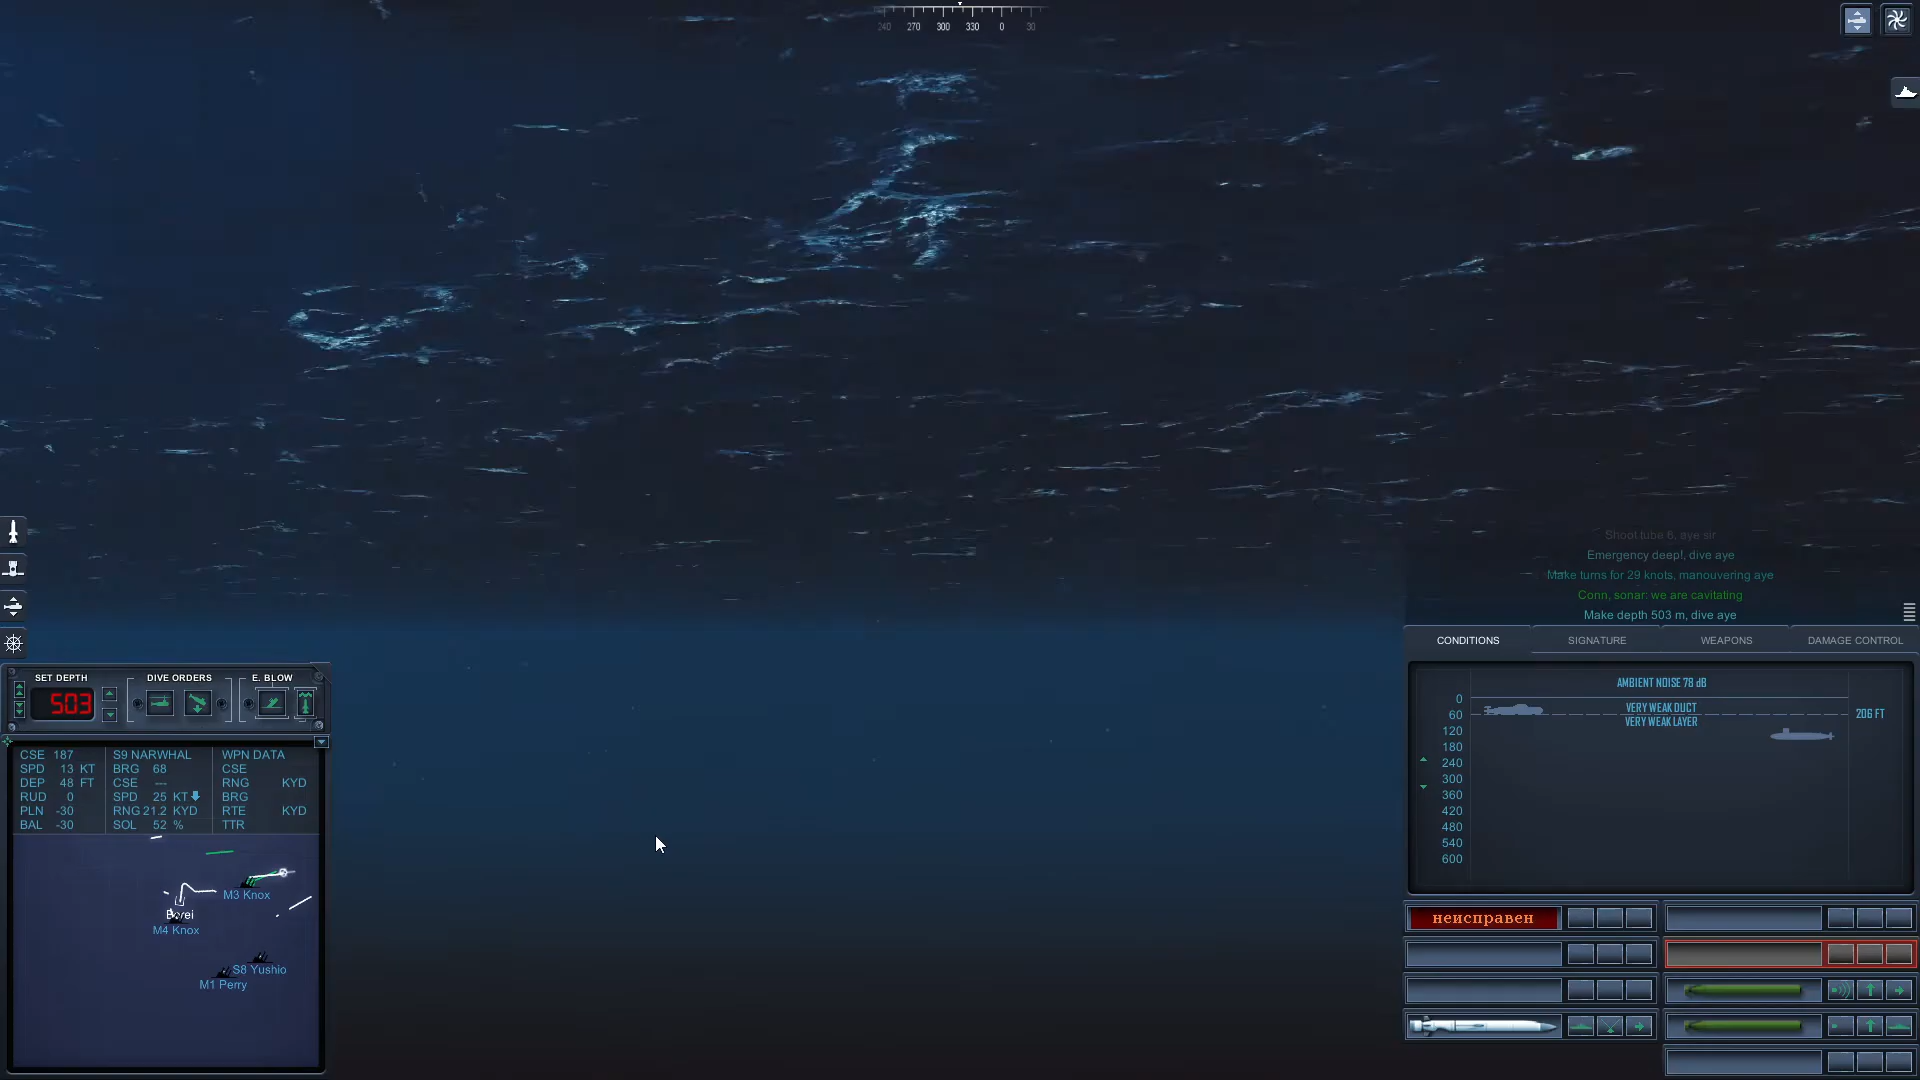 240 270 300 330 0 30
Shoot tube 6, aye sir
Emergency deep!, dive aye
Make turns for 29 knots, manouvering aye
Conn, sonar: we are cavitating
Make depth 503 m, dive aye
CONDITIONS SIGNATURE WEAPONS DAMAGE CONTROL
AMBIENT NOISE 78 dB
VERY WEAK DUCT
VERY WEAK LAYER
206 FT
0
60
120
180
240
300
360
420
480
540
600
SET DEPTH DIVE ORDERS E. BLOW
503
CSE 187 S9 NARWHAL WPN DATA
SPD 13 KT BRG 68 CSE
DEP 48 FT CSE --- RNG KYD
RUD 0 SPD 25 KT BRG
PLN -30 RNG 21.2 KYD RTE KYD
BAL -30 SOL 52 % TTR
M3 Knox
M4 Knox
S8 Yushio
M1 Perry
неисправен